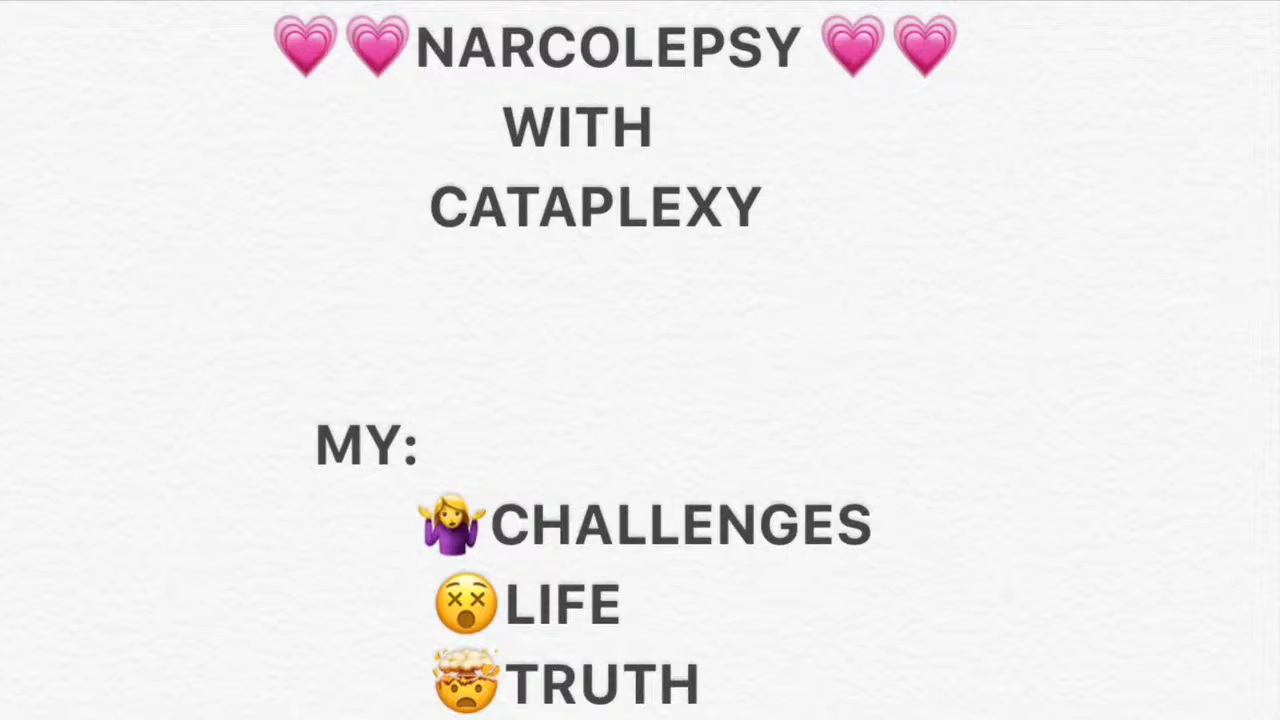 💗💗NARCOLEPSY 💗💗
WITH
CATAPLEXY
MY:
🤷‍♀️CHALLENGES
😵LIFE
🤯TRUTH